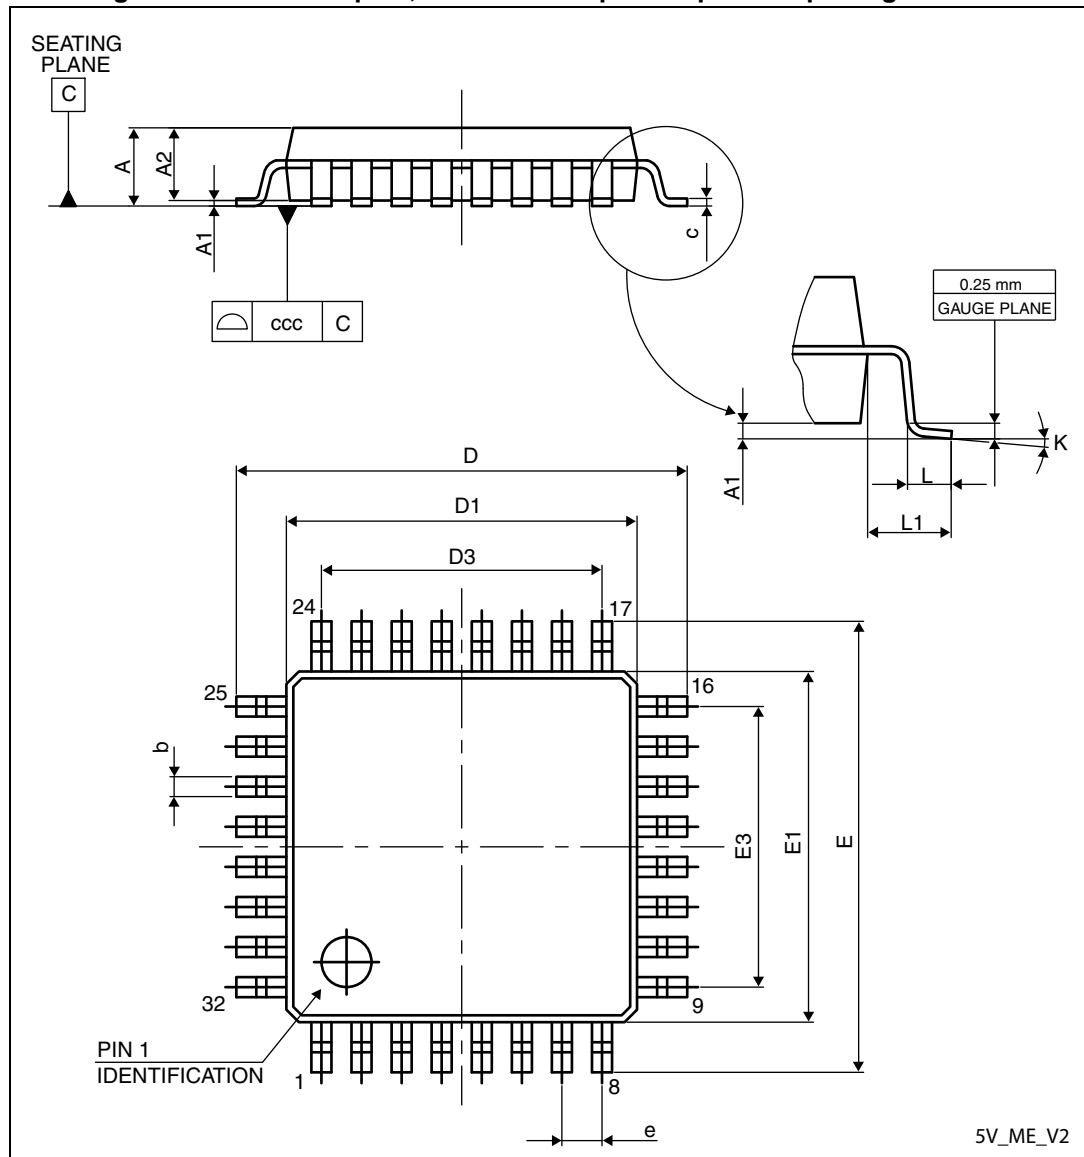 SEATING
PLANE
C
A
A2
A1
c
ccc
C
0.25 mm
GAUGE PLANE
A1
K
L
L1
D
D1
D3
24
17
25
16
b
E3
E1
E
32
9
PIN 1
IDENTIFICATION
1
8
e
5V_ME_V2